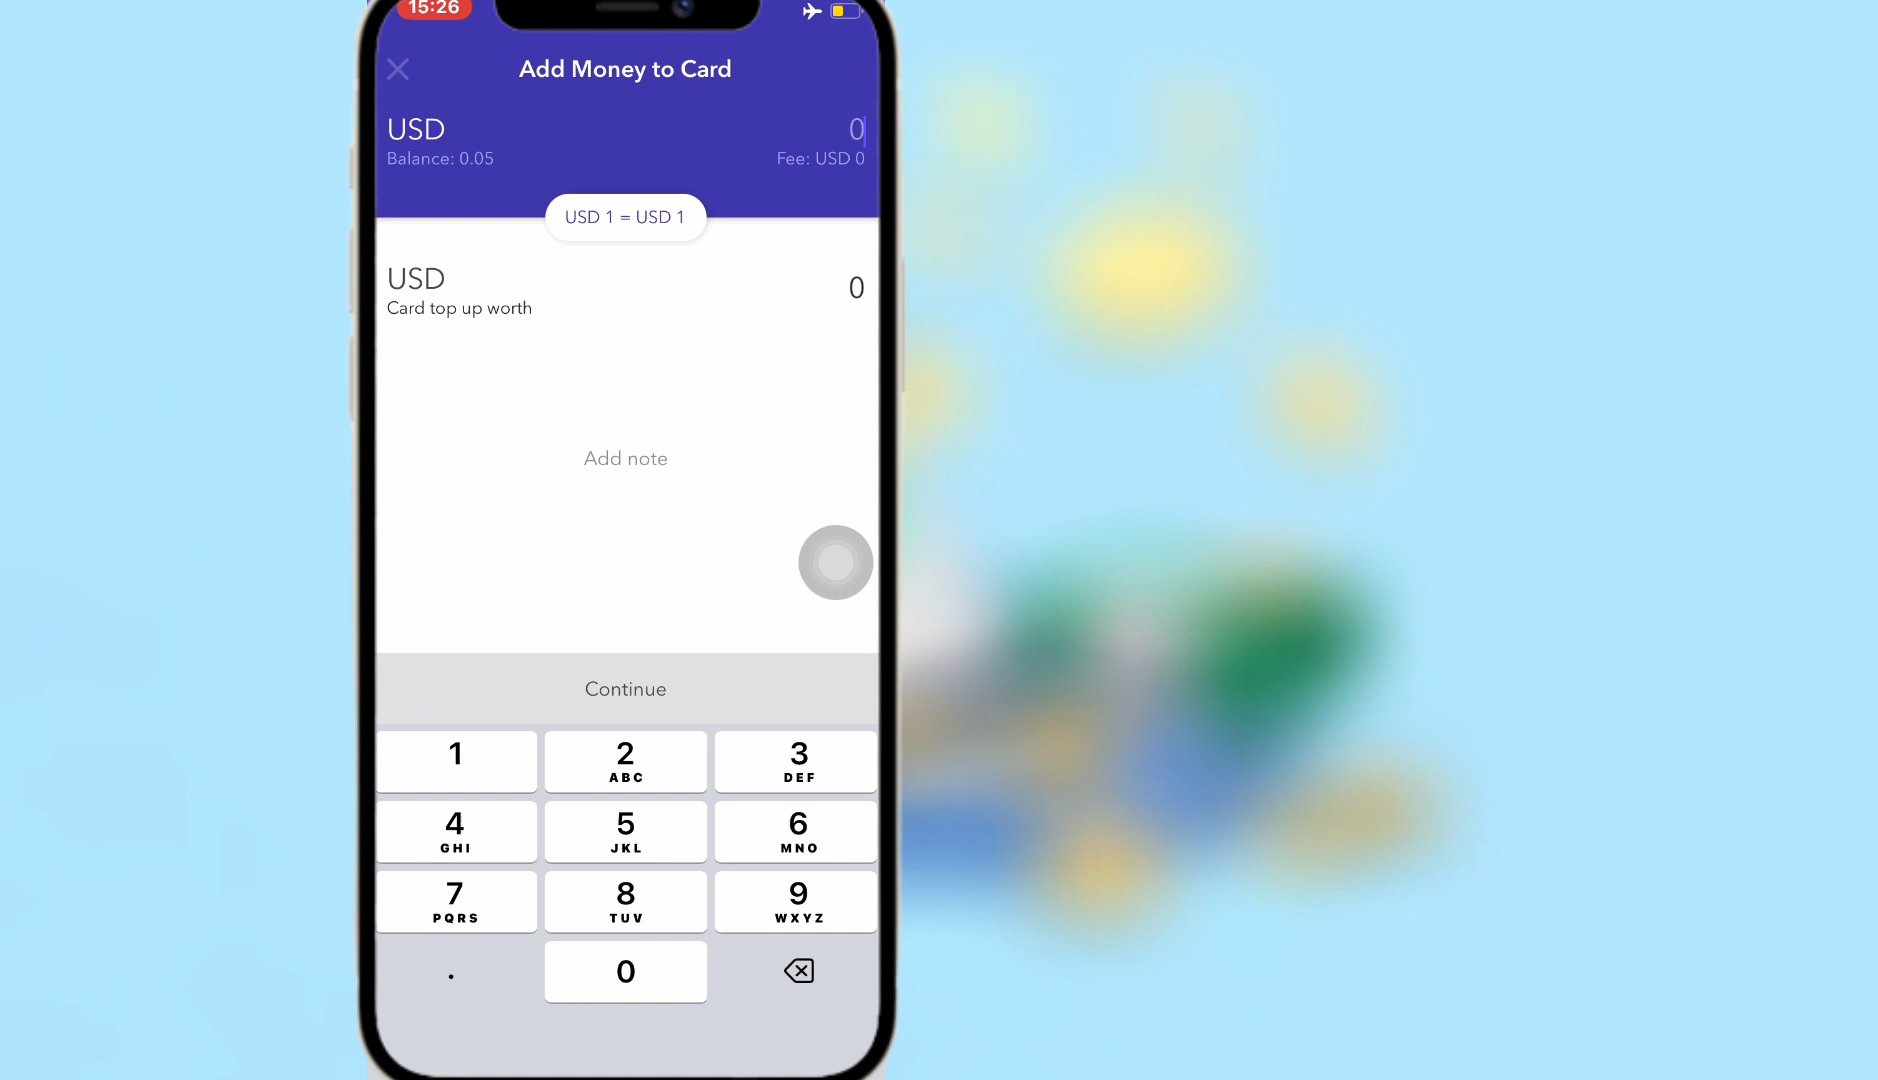 15:26
Add Money to Card
USD 0
Balance: 0.05 Fee: USD 0
USD 1 = USD 1
USD 0
Card top up worth
Add note
Continue
1 2 3
ABC DEF
4 5 6
GHI JKL MNO
7 8 9
PQRS TUV WXYZ
. 0